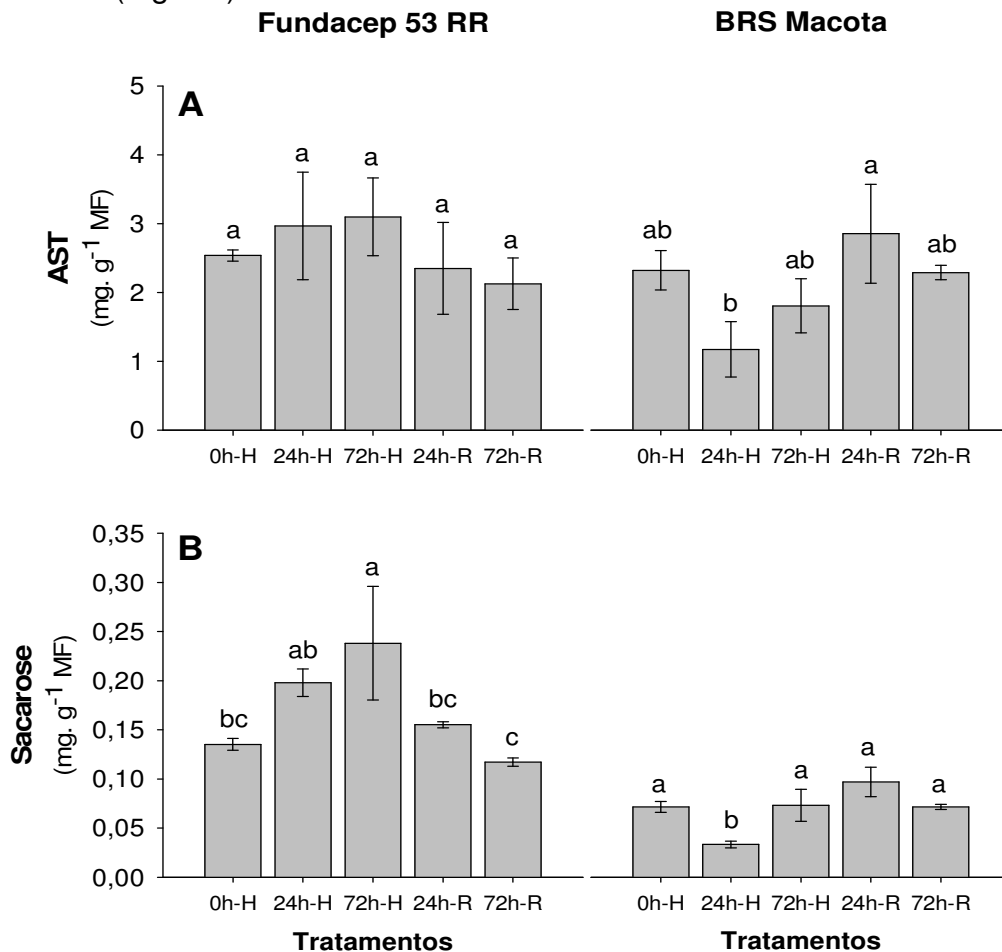 Fundacep 53 RR
BRS Macota
A
AST
(mg. g⁻¹ MF)
5
4
3
2
1
0
a
a
a
a
a
ab
b
ab
a
ab
0h-H 24h-H 72h-H 24h-R 72h-R
0h-H 24h-H 72h-H 24h-R 72h-R
B
Sacarose
(mg. g⁻¹ MF)
0,35
0,30
0,25
0,20
0,15
0,10
0,05
0,00
bc
ab
a
bc
c
a
b
a
a
a
0h-H 24h-H 72h-H 24h-R 72h-R
0h-H 24h-H 72h-H 24h-R 72h-R
Tratamentos
Tratamentos